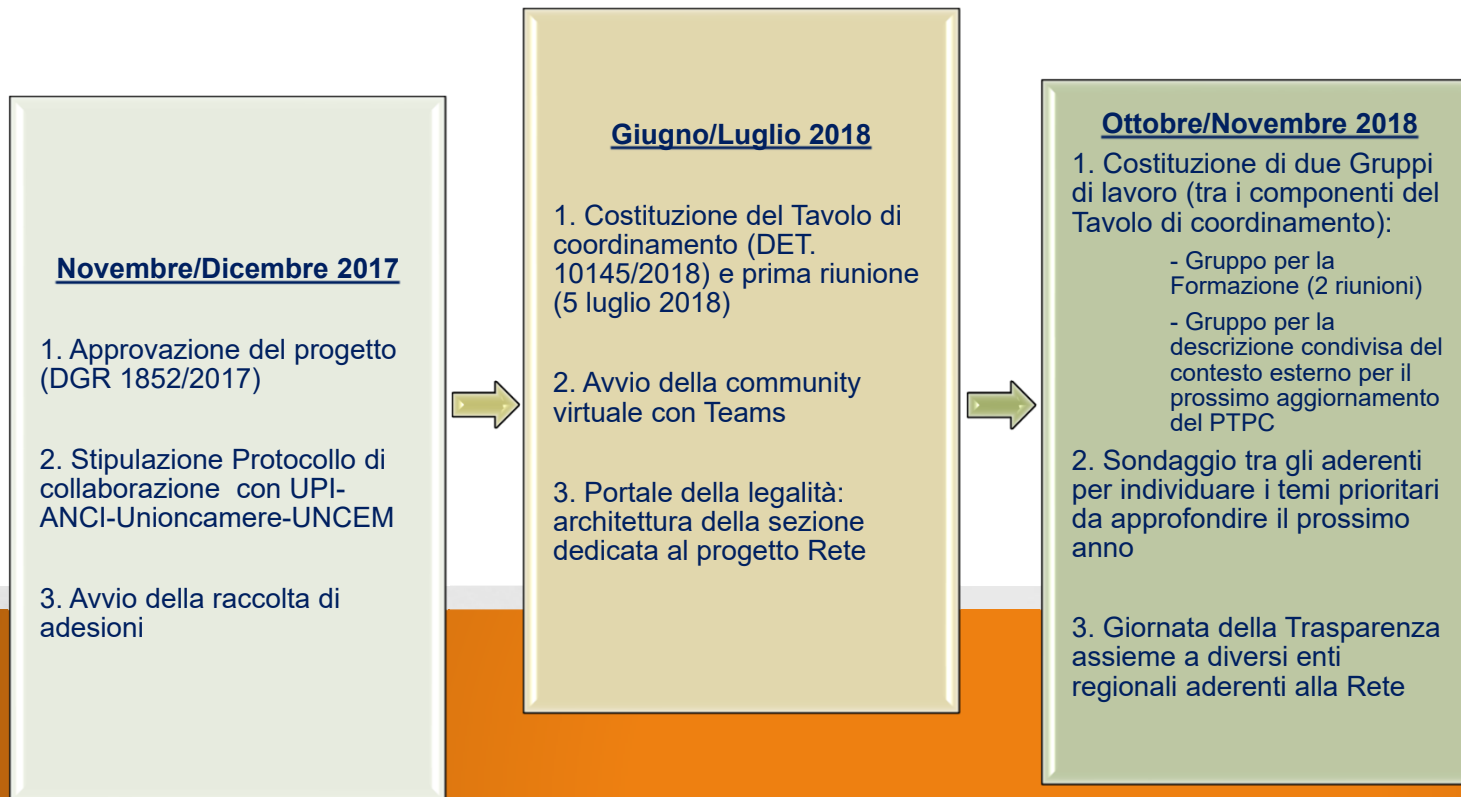 Novembre/Dicembre 2017
1. Approvazione del progetto
(DGR 1852/2017)
2. Stipulazione Protocollo di
collaborazione  con UPI-
ANCI-Unioncamere-UNCEM
3. Avvio della raccolta di
adesioni
Giugno/Luglio 2018
1. Costituzione del Tavolo di
coordinamento (DET.
10145/2018) e prima riunione
(5 luglio 2018)
2. Avvio della community
virtuale con Teams
3. Portale della legalità:
architettura della sezione
dedicata al progetto Rete
Ottobre/Novembre 2018
1. Costituzione di due Gruppi
di lavoro (tra i componenti del
Tavolo di coordinamento):
- Gruppo per la
Formazione (2 riunioni)
- Gruppo per la
descrizione condivisa del
contesto esterno per il
prossimo aggiornamento
del PTPC
2. Sondaggio tra gli aderenti
per individuare i temi prioritari
da approfondire il prossimo
anno
3. Giornata della Trasparenza
assieme a diversi enti
regionali aderenti alla Rete